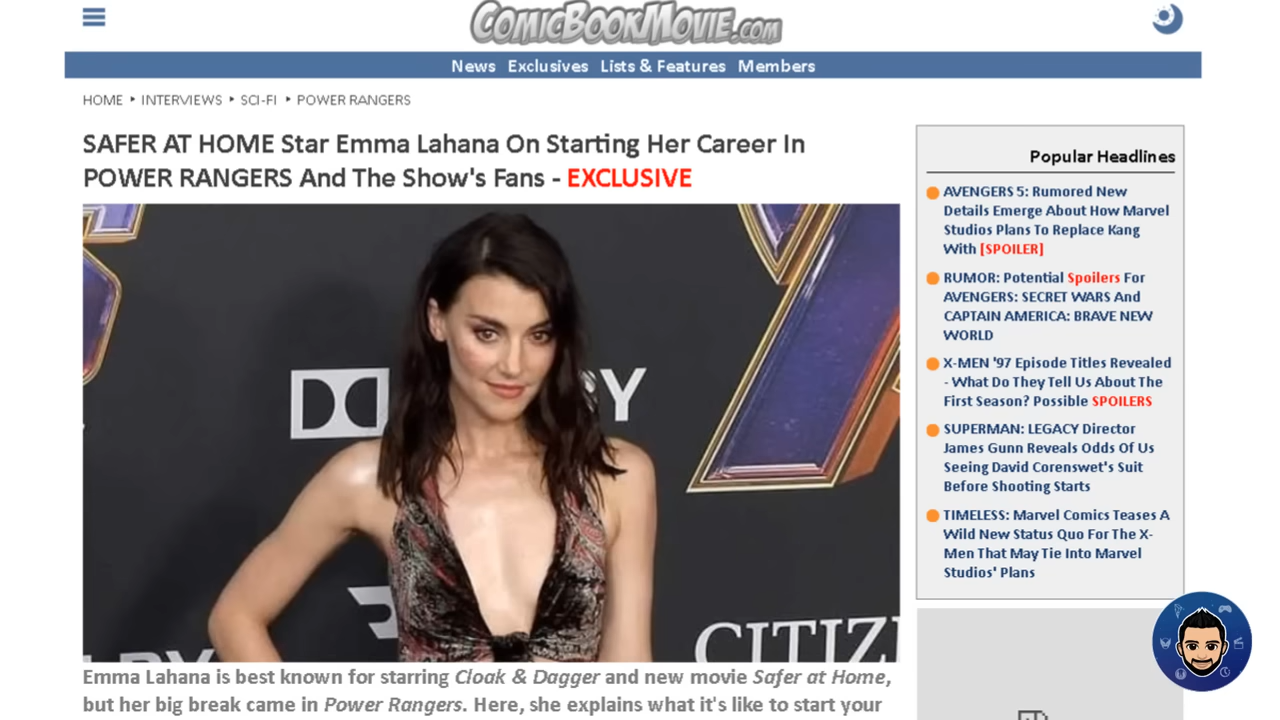 ComicBookMovie.com
News Exclusives Lists & Features Members
HOME ▸ INTERVIEWS ▸ SCI-FI ▸ POWER RANGERS
SAFER AT HOME Star Emma Lahana On Starting Her Career In
POWER RANGERS And The Show's Fans - EXCLUSIVE
CITIZ
Emma Lahana is best known for starring Cloak & Dagger and new movie Safer at Home,
but her big break came in Power Rangers. Here, she explains what it's like to start your
Popular Headlines
AVENGERS 5: Rumored New
Details Emerge About How Marvel
Studios Plans To Replace Kang
With [SPOILER]
RUMOR: Potential Spoilers For
AVENGERS: SECRET WARS And
CAPTAIN AMERICA: BRAVE NEW
WORLD
X-MEN '97 Episode Titles Revealed
- What Do They Tell Us About The
First Season? Possible SPOILERS
SUPERMAN: LEGACY Director
James Gunn Reveals Odds Of Us
Seeing David Corenswet's Suit
Before Shooting Starts
TIMELESS: Marvel Comics Teases A
Wild New Status Quo For The X-
Men That May Tie Into Marvel
Studios' Plans